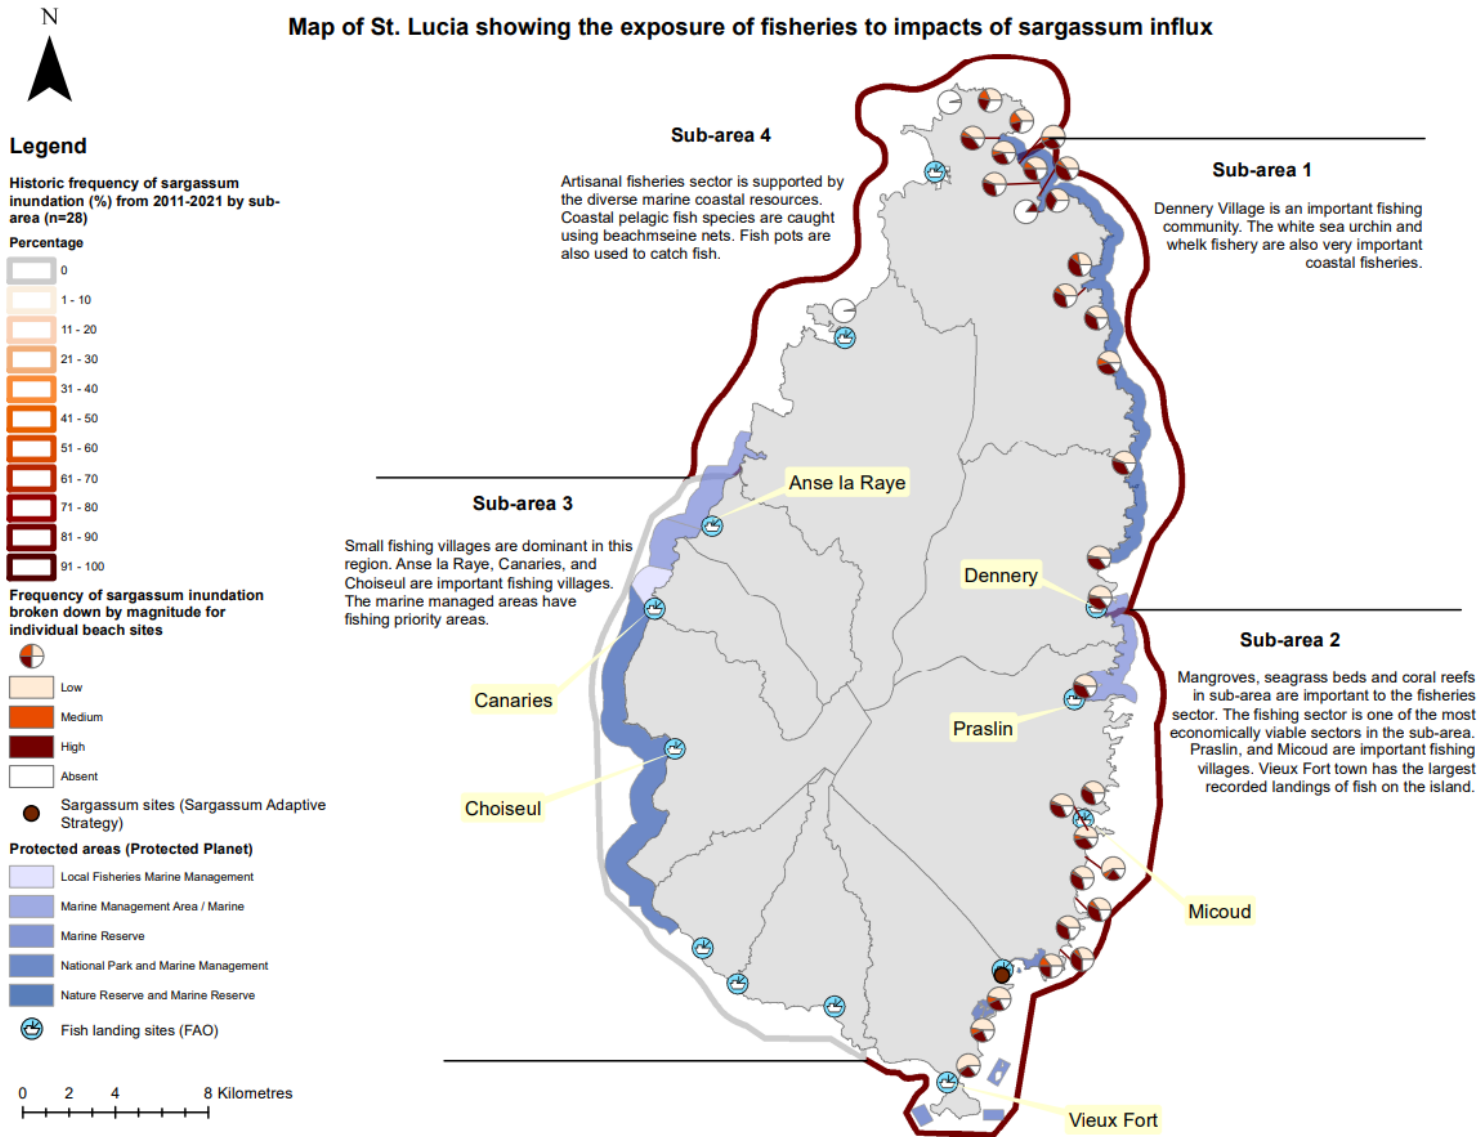 Map of St. Lucia showing the exposure of fisheries to impacts of sargassum influx
N
Legend
Historic frequency of sargassum
inundation (%) from 2011-2021 by sub-
area (n=28)
Percentage
0
1 - 10
11 - 20
21 - 30
31 - 40
41 - 50
51 - 60
61 - 70
71 - 80
81 - 90
91 - 100
Frequency of sargassum inundation
broken down by magnitude for
individual beach sites
Low
Medium
High
Absent
Sargassum sites (Sargassum Adaptive
Strategy)
Protected areas (Protected Planet)
Local Fisheries Marine Management
Marine Management Area / Marine
Marine Reserve
National Park and Marine Management
Nature Reserve and Marine Reserve
Fish landing sites (FAO)
0 2 4 8 Kilometres
Sub-area 4
Artisanal fisheries sector is supported by
the diverse marine coastal resources.
Coastal pelagic fish species are caught
using beachmseine nets. Fish pots are
also used to catch fish.
Sub-area 1
Dennery Village is an important fishing
community. The white sea urchin and
whelk fishery are also very important
coastal fisheries.
Sub-area 3
Small fishing villages are dominant in this
region. Anse la Raye, Canaries, and
Choiseul are important fishing villages.
The marine managed areas have
fishing priority areas.
Sub-area 2
Mangroves, seagrass beds and coral reefs
in sub-area are important to the fisheries
sector. The fishing sector is one of the most
economically viable sectors in the sub-area.
Praslin, and Micoud are important fishing
villages. Vieux Fort town has the largest
recorded landings of fish on the island.
Anse la Raye
Dennery
Canaries
Praslin
Choiseul
Micoud
Vieux Fort